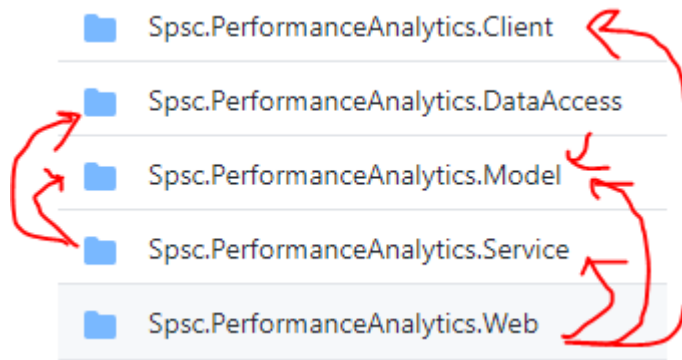 Spsc.PerformanceAnalytics.Client
Spsc.PerformanceAnalytics.DataAccess
Spsc.PerformanceAnalytics.Model
Spsc.PerformanceAnalytics.Service
Spsc.PerformanceAnalytics.Web